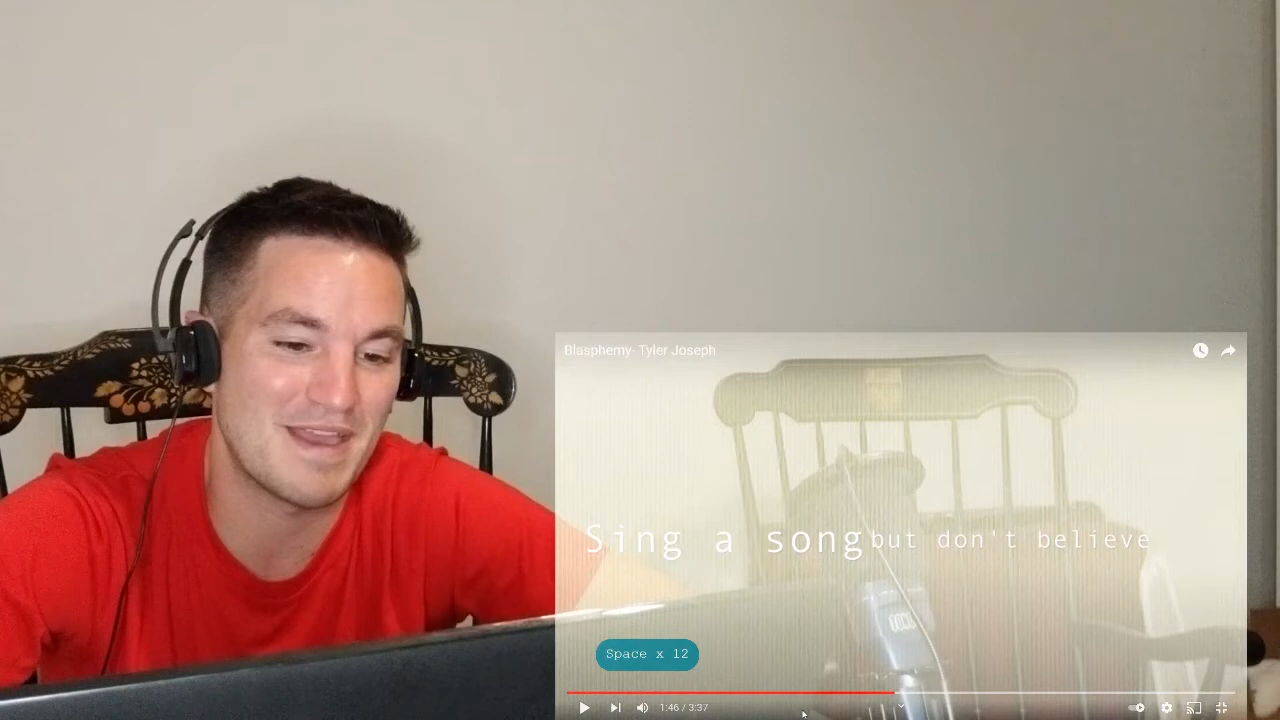 Blasphemy- Tyler Joseph
Sing a song but don't believe
Space x 12
1:46 / 3:37